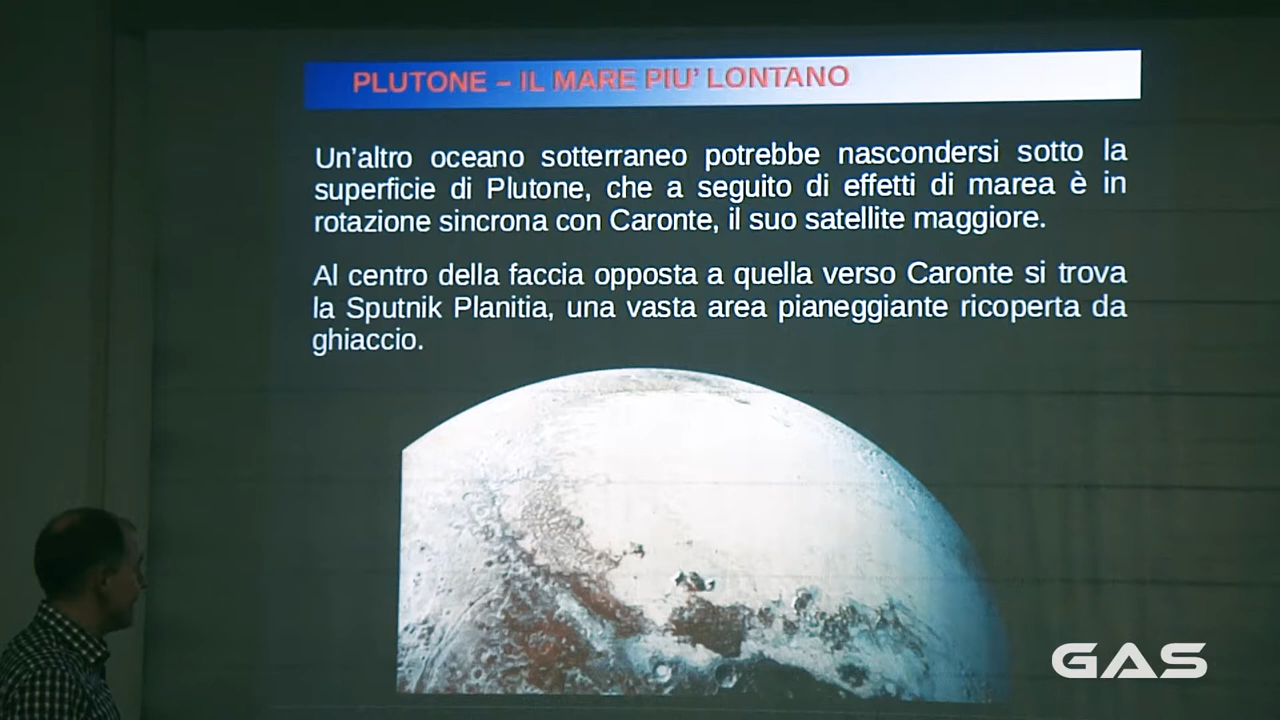 PLUTONE – IL MARE PIU’ LONTANO
Un’altro oceano sotterraneo potrebbe nascondersi sotto la
superficie di Plutone, che a seguito di effetti di marea è in
rotazione sincrona con Caronte, il suo satellite maggiore.
Al centro della faccia opposta a quella verso Caronte si trova
la Sputnik Planitia, una vasta area pianeggiante ricoperta da
ghiaccio.
GAS